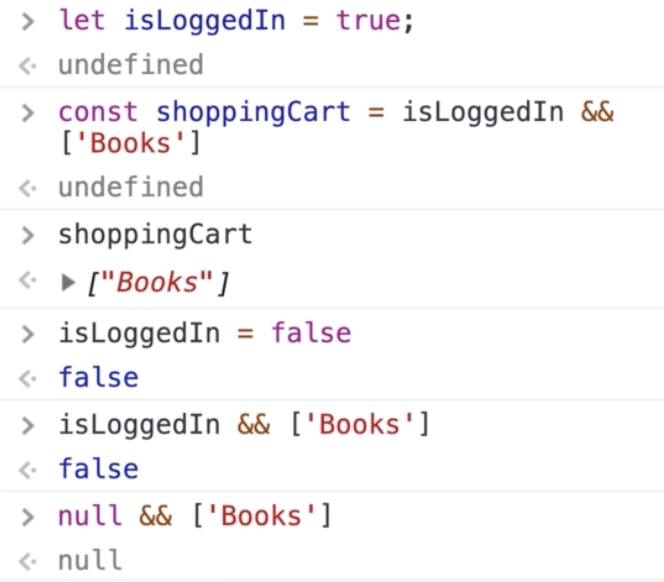 > let isLoggedIn = true;
<· undefined
> const shoppingCart = isLoggedIn &&
['Books']
<· undefined
> shoppingCart
<· ▶ ["Books"]
> isLoggedIn = false
<· false
> isLoggedIn && ['Books']
<· false
> null && ['Books']
<· null